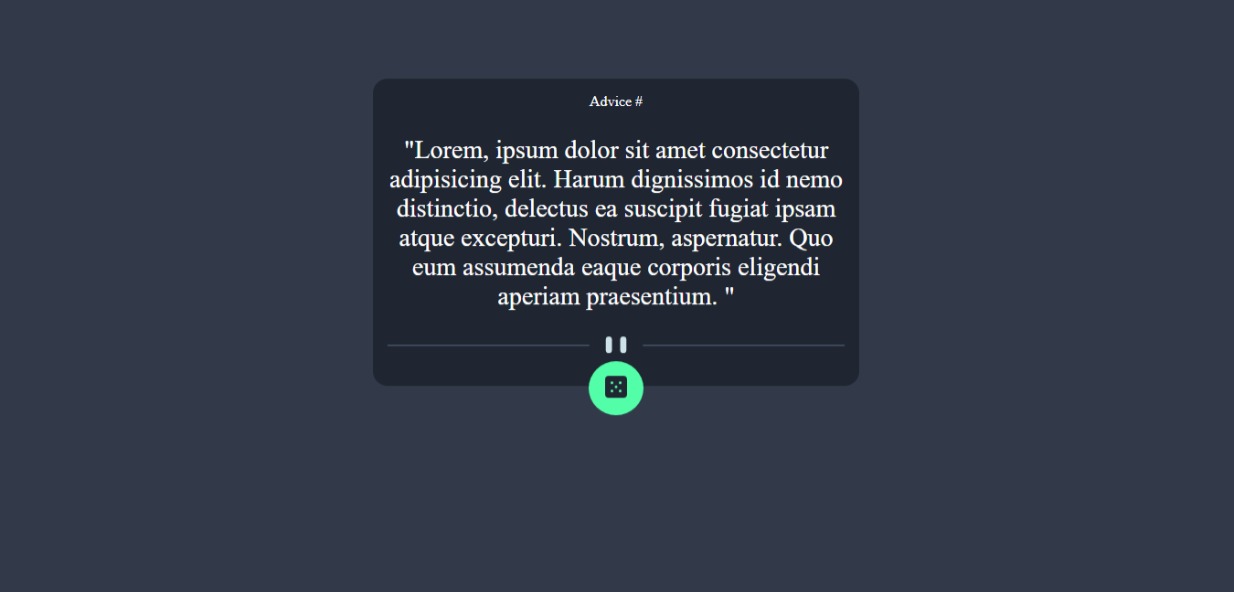 Advice #
"Lorem, ipsum dolor sit amet consectetur
adipisicing elit. Harum dignissimos id nemo
distinctio, delectus ea suscipit fugiat ipsam
atque excepturi. Nostrum, aspernatur. Quo
eum assumenda eaque corporis eligendi
aperiam praesentium. "